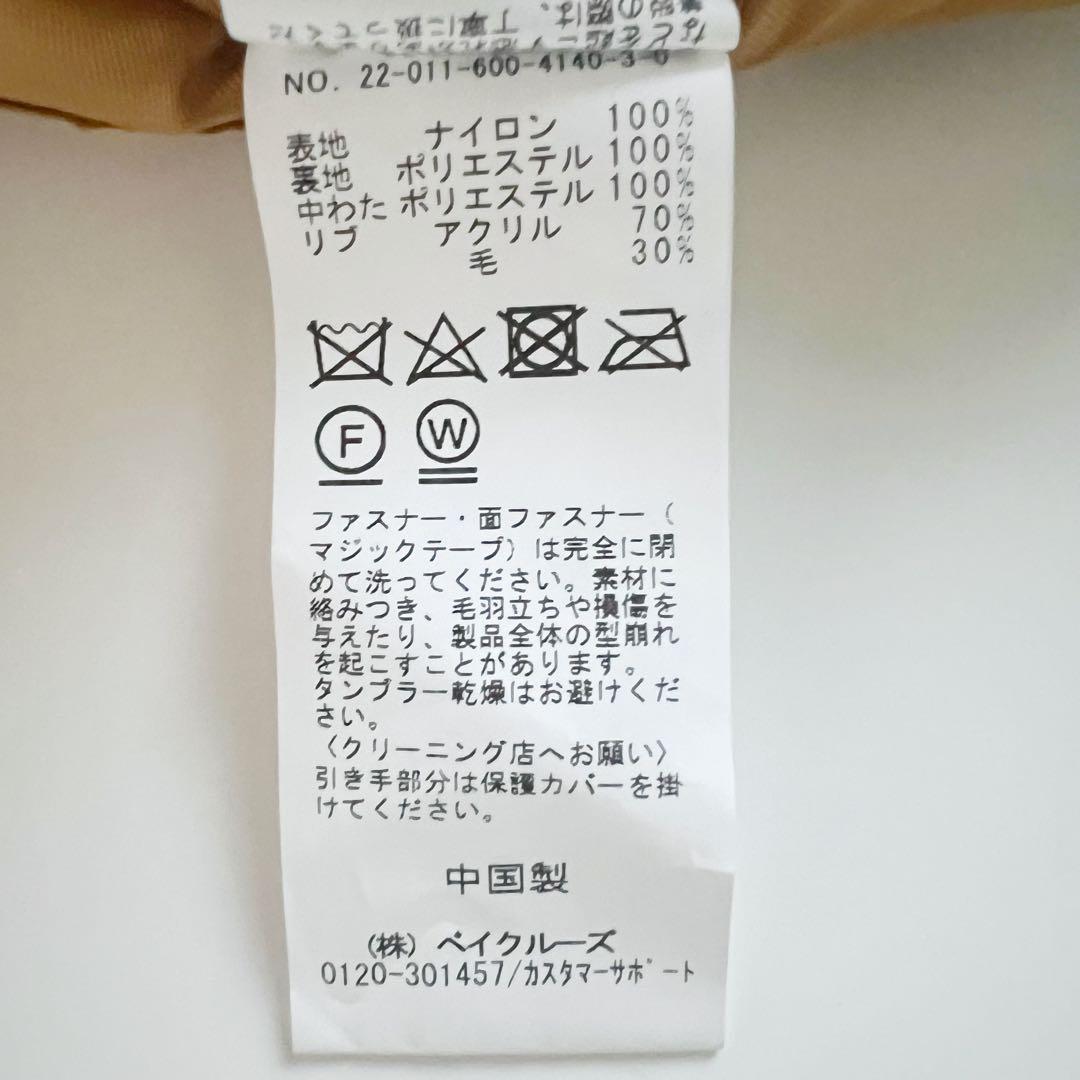 NO. 22-011-600-4140-3-0
表地 ナイロン 100%
裏地 ポリエステル 100%
中わた ポリエステル 100%
リブ アクリル 70%
毛 30%
F W
ファスナー・面ファスナー(
マジックテープ)は完全に閉
めて洗ってください。素材に
絡みつき、毛羽立ちや損傷を
与えたり、製品全体の型崩れ
を起こすことがあります。
タンブラー乾燥はお避けくだ
さい。
〈クリーニング店へお願い〉
引き手部分は保護カバーを掛
けてください。
中国製
(株) ベイクルーズ
0120-301457/カスタマーサポート